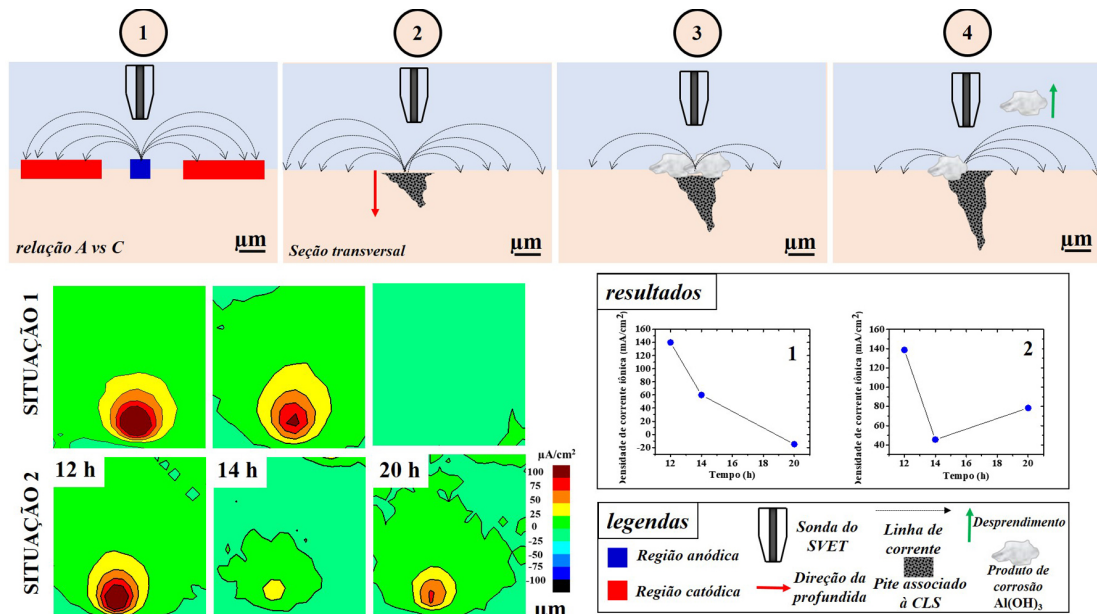 1
2
3
4
relação A vs C
µm
Seção transversal
µm
µm
µm
SITUAÇÃO 1
SITUAÇÃO 2
12 h
14 h
20 h
µA/cm²
100
75
50
25
0
-25
-75
-50
-100
µm
resultados
Densidade de corrente iônica (mA/cm²)
160
140
120
100
80
60
40
20
0
-20
1
12 14 16 18 20
Tempo (h)
Densidade de corrente iônica (mA/cm²)
160
140
120
100
80
60
40
2
12 14 16 18 20
Tempo (h)
legendas
Região anódica
Região catódica
Sonda do
SVET
Direção da
profundida
Linha de
corrente
Pite associado
à CLS
Desprendimento
Produto de
corrosão
Al(OH)₃